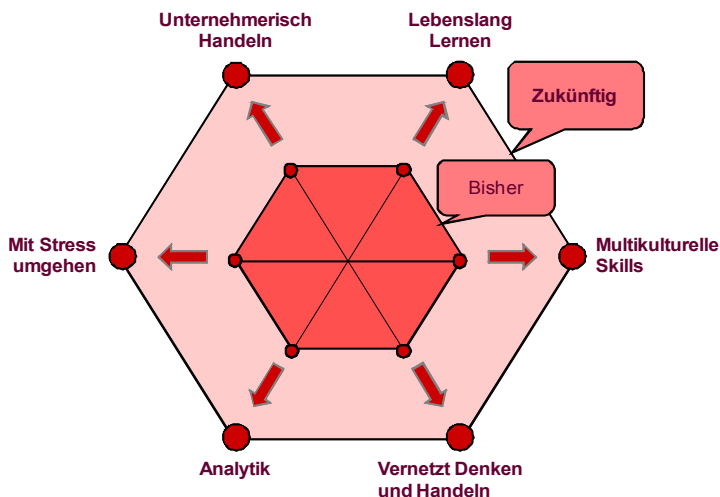 Unternehmerisch
Handeln
Lebenslang
Lernen
Zukünftig
Bisher
Mit Stress
umgehen
Multikulturelle
Skills
Analytik
Vernetzt Denken
und Handeln